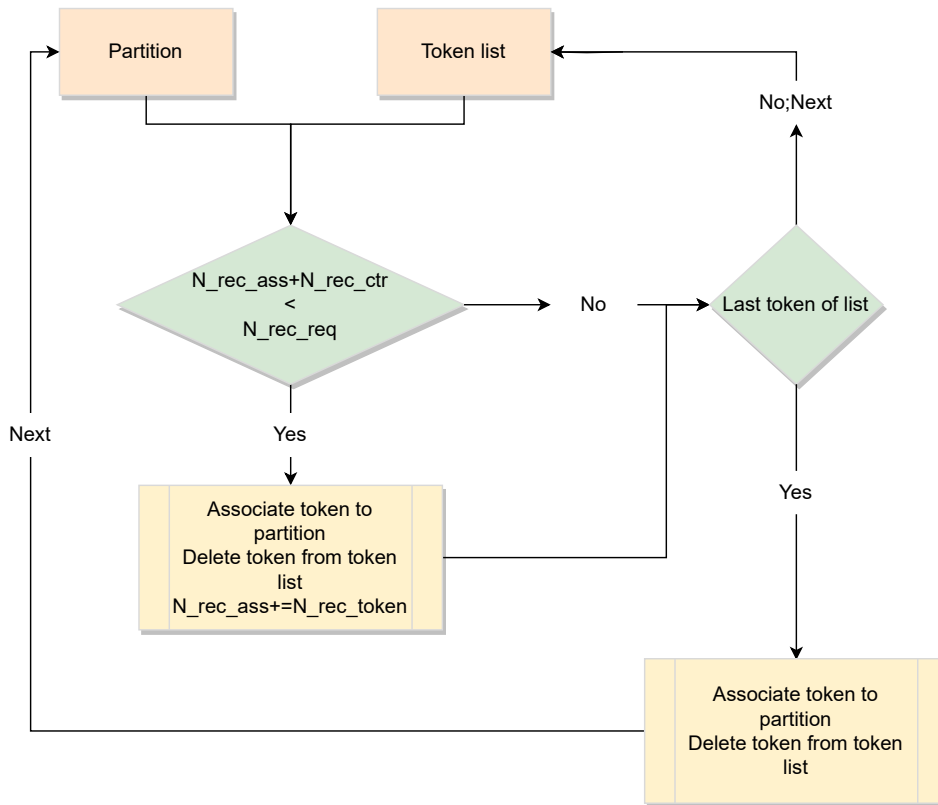 Partition
Token list
No;Next
N_rec_ass+N_rec_ctr
<
N_rec_req
No
Last token of list
Next
Yes
Yes
Associate token to
partition
Delete token from token
list
N_rec_ass+=N_rec_token
Associate token to
partition
Delete token from token
list